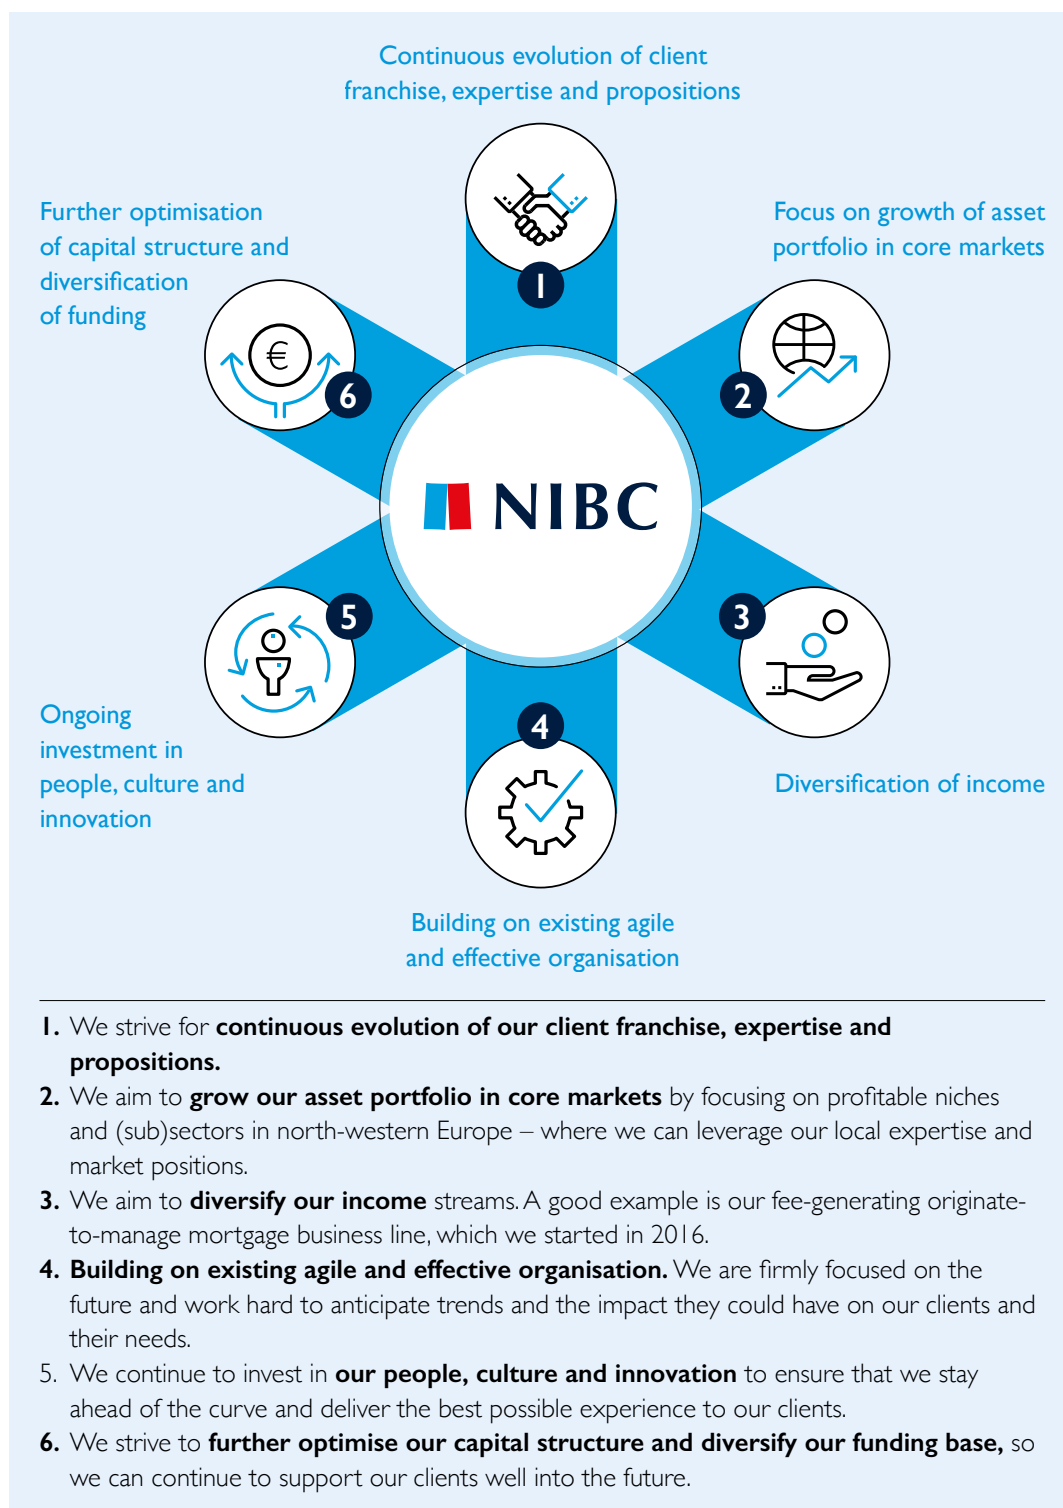 Continuous evolution of client
franchise, expertise and propositions
Further optimisation
of capital structure and
diversification
of funding
Focus on growth of asset
portfolio in core markets
1
6
€
2
NIBC
5
3
Ongoing
investment in
people, culture and
innovation
4
Diversification of income
Building on existing agile
and effective organisation
1. We strive for continuous evolution of our client franchise, expertise and
propositions.
2. We aim to grow our asset portfolio in core markets by focusing on profitable niches
and (sub)sectors in north-western Europe – where we can leverage our local expertise and
market positions.
3. We aim to diversify our income streams. A good example is our fee-generating originate-
to-manage mortgage business line, which we started in 2016.
4. Building on existing agile and effective organisation. We are firmly focused on the
future and work hard to anticipate trends and the impact they could have on our clients and
their needs.
5. We continue to invest in our people, culture and innovation to ensure that we stay
ahead of the curve and deliver the best possible experience to our clients.
6. We strive to further optimise our capital structure and diversify our funding base, so
we can continue to support our clients well into the future.